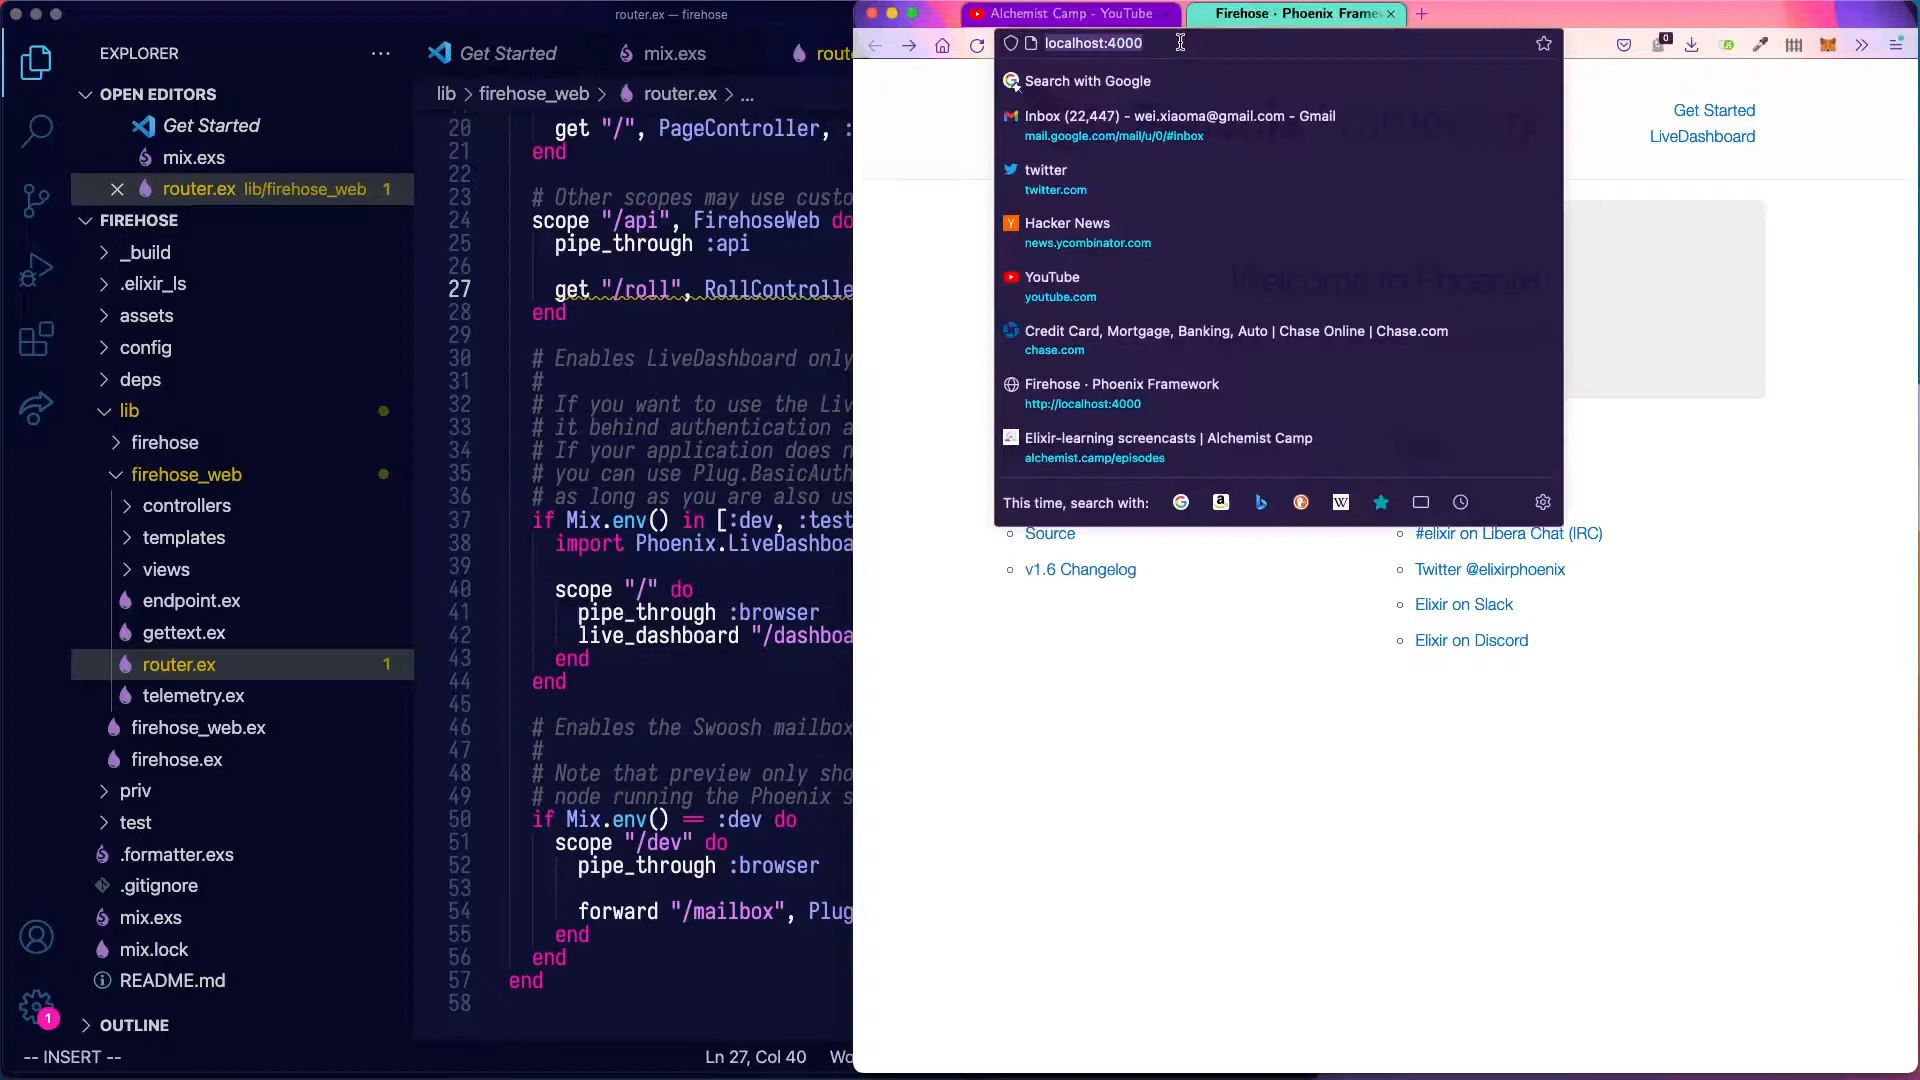 router.ex — firehose
EXPLORER
OPEN EDITORS
Get Started
mix.exs
router.ex lib/firehose_web 1
FIREHOSE
_build
.elixir_ls
assets
config
deps
lib
firehose
firehose_web
controllers
templates
views
endpoint.ex
gettext.ex
router.ex 1
telemetry.ex
firehose_web.ex
firehose.ex
priv
test
.formatter.exs
.gitignore
mix.exs
mix.lock
README.md
OUTLINE
1
-- INSERT --
Get Started mix.exs
lib > firehose_web > router.ex > ...
20 get "/", PageController, :
21 end
22
23 # Other scopes may use custo
24 scope "/api", FirehoseWeb do
25 pipe_through :api
26
27 get "/roll", RollControlle
28 end
29
30 # Enables LiveDashboard only
31 #
32 # If you want to use the Liv
33 # it behind authentication a
34 # If your application does n
35 # you can use Plug.BasicAuth
36 # as long as you are also us
37 if Mix.env() in [:dev, :test
38 import Phoenix.LiveDashboa
39
40 scope "/" do
41 pipe_through :browser
42 live_dashboard "/dashboa
43 end
44 end
45
46 # Enables the Swoosh mailbox
47 #
48 # Note that preview only sho
49 # node running the Phoenix s
50 if Mix.env() == :dev do
51 scope "/dev" do
52 pipe_through :browser
53
54 forward "/mailbox", Plug
55 end
56 end
57 end
58
Ln 27, Col 40
Alchemist Camp - YouTube
Firehose · Phoenix Frame
localhost:4000
0
Search with Google
Inbox (22,447) - wei.xiaoma@gmail.com - Gmail
mail.google.com/mail/u/0/#inbox
twitter
twitter.com
Hacker News
news.ycombinator.com
YouTube
youtube.com
Credit Card, Mortgage, Banking, Auto | Chase Online | Chase.com
chase.com
Firehose · Phoenix Framework
http://localhost:4000
Elixir-learning screencasts | Alchemist Camp
alchemist.camp/episodes
This time, search with:
Get Started
LiveDashboard
Welcome to Phoenix!
Source
v1.6 Changelog
#elixir on Libera Chat (IRC)
Twitter @elixirphoenix
Elixir on Slack
Elixir on Discord